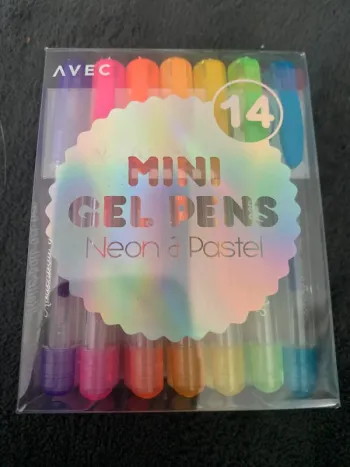 AVEC
14
MINI
GEL PENS
Neon & Pastel